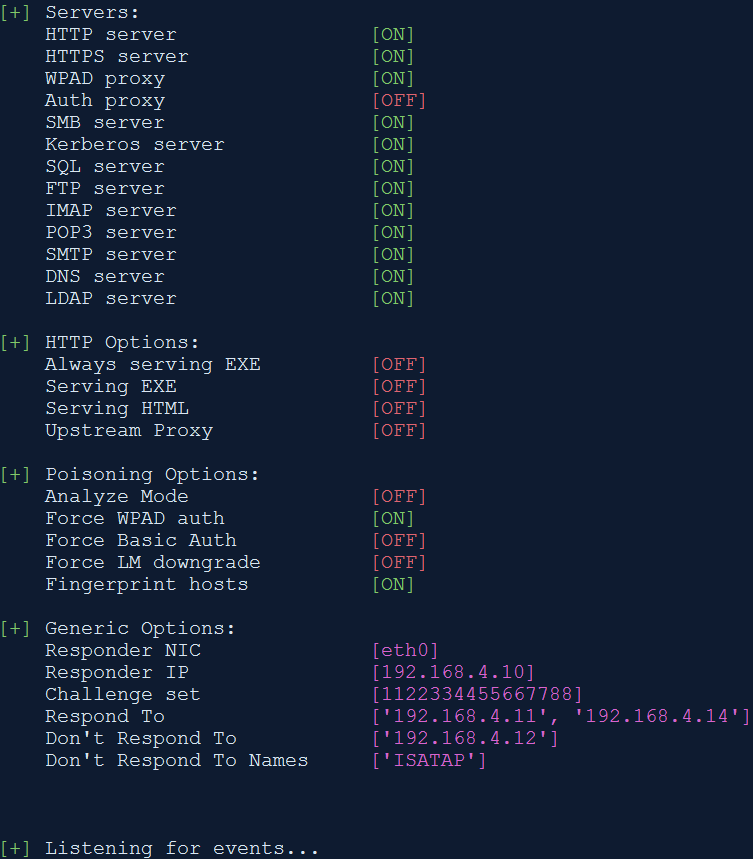 [+] Servers:
HTTP server [ON]
HTTPS server [ON]
WPAD proxy [ON]
Auth proxy [OFF]
SMB server [ON]
Kerberos server [ON]
SQL server [ON]
FTP server [ON]
IMAP server [ON]
POP3 server [ON]
SMTP server [ON]
DNS server [ON]
LDAP server [ON]
[+] HTTP Options:
Always serving EXE [OFF]
Serving EXE [OFF]
Serving HTML [OFF]
Upstream Proxy [OFF]
[+] Poisoning Options:
Analyze Mode [OFF]
Force WPAD auth [ON]
Force Basic Auth [OFF]
Force LM downgrade [OFF]
Fingerprint hosts [ON]
[+] Generic Options:
Responder NIC [eth0]
Responder IP [192.168.4.10]
Challenge set [1122334455667788]
Respond To ['192.168.4.11', '192.168.4.14']
Don't Respond To ['192.168.4.12']
Don't Respond To Names ['ISATAP']
[+] Listening for events...